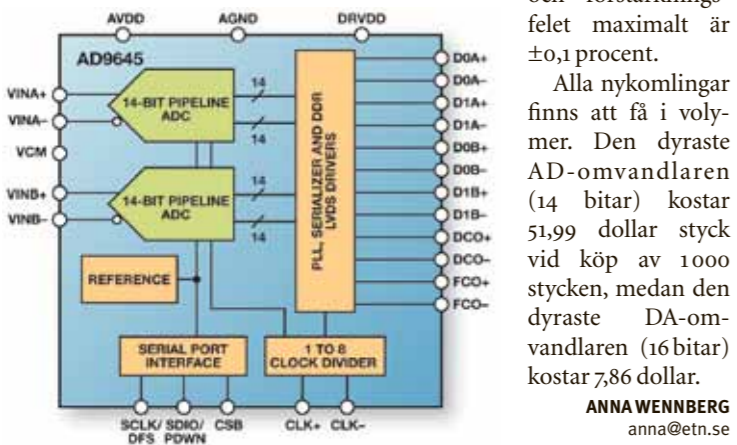 AVDD AGND DRVDD
AD9645
VINA+
VINA–
VCM
VINB+
VINB–
14-BIT PIPELINE
ADC
14
14
14-BIT PIPELINE
ADC
14
14
REFERENCE
SERIAL PORT
INTERFACE
1 TO 8
CLOCK DIVIDER
PLL, SERIALIZER AND DDR
LVDS DRIVERS
D0A+
D0A–
D1A+
D1A–
D0B+
D0B–
D1B+
D1B–
DCO+
DCO–
FCO+
FCO–
SCLK/ SDIO/ CSB CLK+ CLK–
DFS PDWN
felet maximalt är
±0,1 procent.
Alla nykomlingar
finns att få i voly-
mer. Den dyraste
AD-omvandlaren
(14 bitar) kostar
51,99 dollar styck
vid köp av 1000
stycken, medan den
dyraste DA-om-
vandlaren (16 bitar)
kostar 7,86 dollar.
ANNA WENNBERG
anna@etn.se